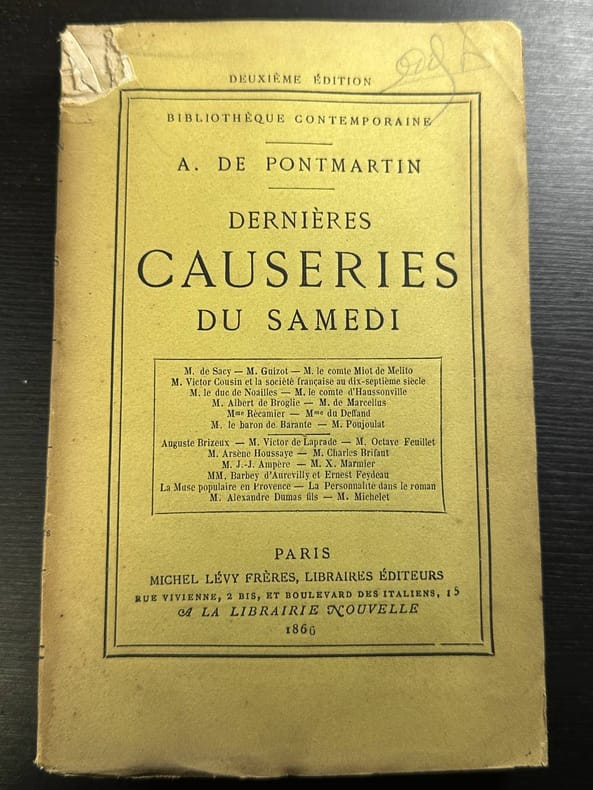 DEUXIÈME ÉDITION
BIBLIOTHÈQUE CONTEMPORAINE
A. DE PONTMARTIN
DERNIÈRES
CAUSERIES
DU SAMEDI
M. de Sacy — M. Guizot — M. le comte Miot de Melito
M. Victor Cousin et la société française au dix-septième siècle
M. le duc de Noailles — M. le comte d'Haussonville
M. Albert de Broglie — M. de Marcellus
Mme Récamier — Mme du Deffand
M. le baron de Barante — M. Poujoulat
Auguste Brizeux — M. Victor de Laprade — M. Octave Feuillet
M. Arsène Houssaye — M. Charles Brifaut
M. J.-J. Ampère — M. X. Marmier
MM. Barbey d'Aurevilly et Ernest Feydeau
La Muse populaire en Provence — La Personnalité dans le roman
M. Alexandre Dumas fils — M. Michelet
PARIS
MICHEL LÉVY FRÈRES, LIBRAIRES ÉDITEURS
RUE VIVIENNE, 2 BIS, ET BOULEVARD DES ITALIENS, 15
A LA LIBRAIRIE NOUVELLE
1866